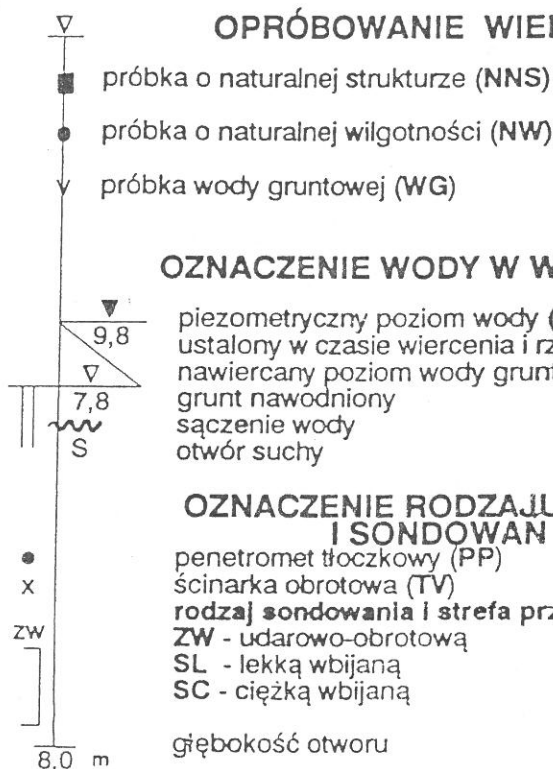 OPRÓBOWANIE WIE
próbka o naturalnej strukturze (NNS)
próbka o naturalnej wilgotności (NW)
próbka wody gruntowej (WG)
OZNACZENIE WODY W W
9,8
piezometryczny poziom wody (
ustalony w czasie wiercenia i rz
nawiercany poziom wody grunt
7,8
grunt nawodniony
sączenie wody
S
otwór suchy
OZNACZENIE RODZAJU
I SONDOWAN
penetromet tłoczkowy (PP)
x
ścinarka obrotowa (TV)
rodzaj sondowania i strefa prz
ZW
ZW - udarowo-obrotową
SL - lekką wbijaną
SC - ciężką wbijaną
głębokość otworu
8,0 m